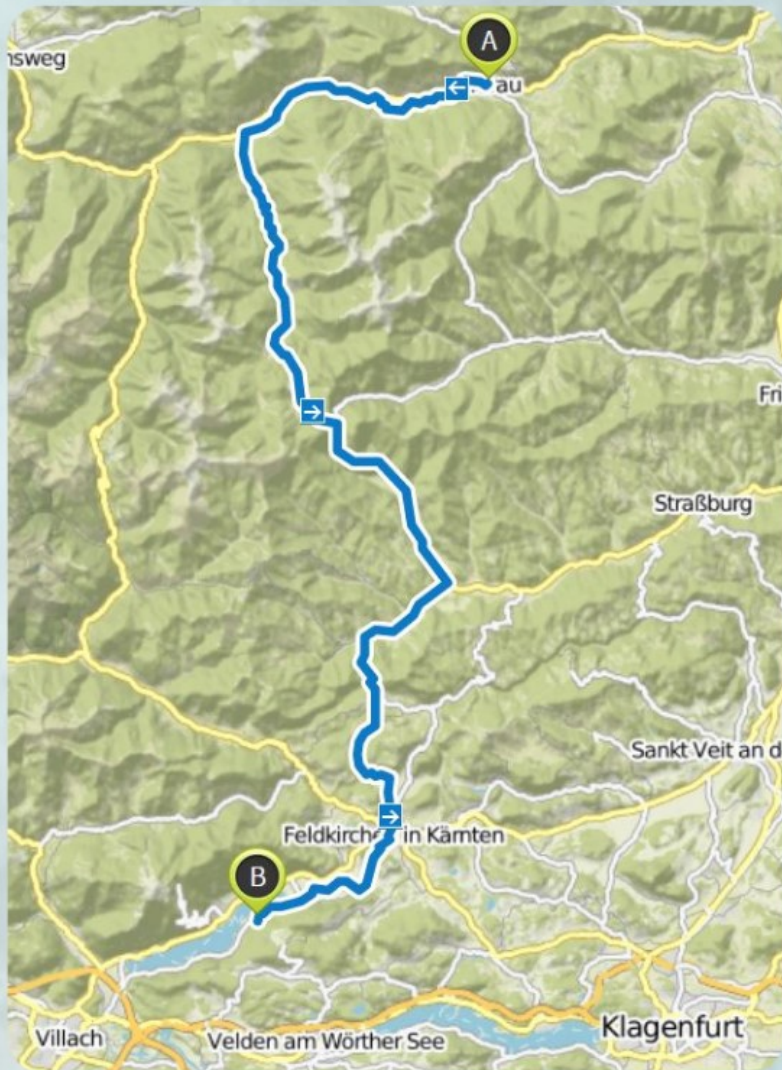 A
nsweg
au
Fri
Straßburg
Sankt Veit an d
Feldkirchen in Kärnten
B
Villach
Velden am Wörther See
Klagenfurt